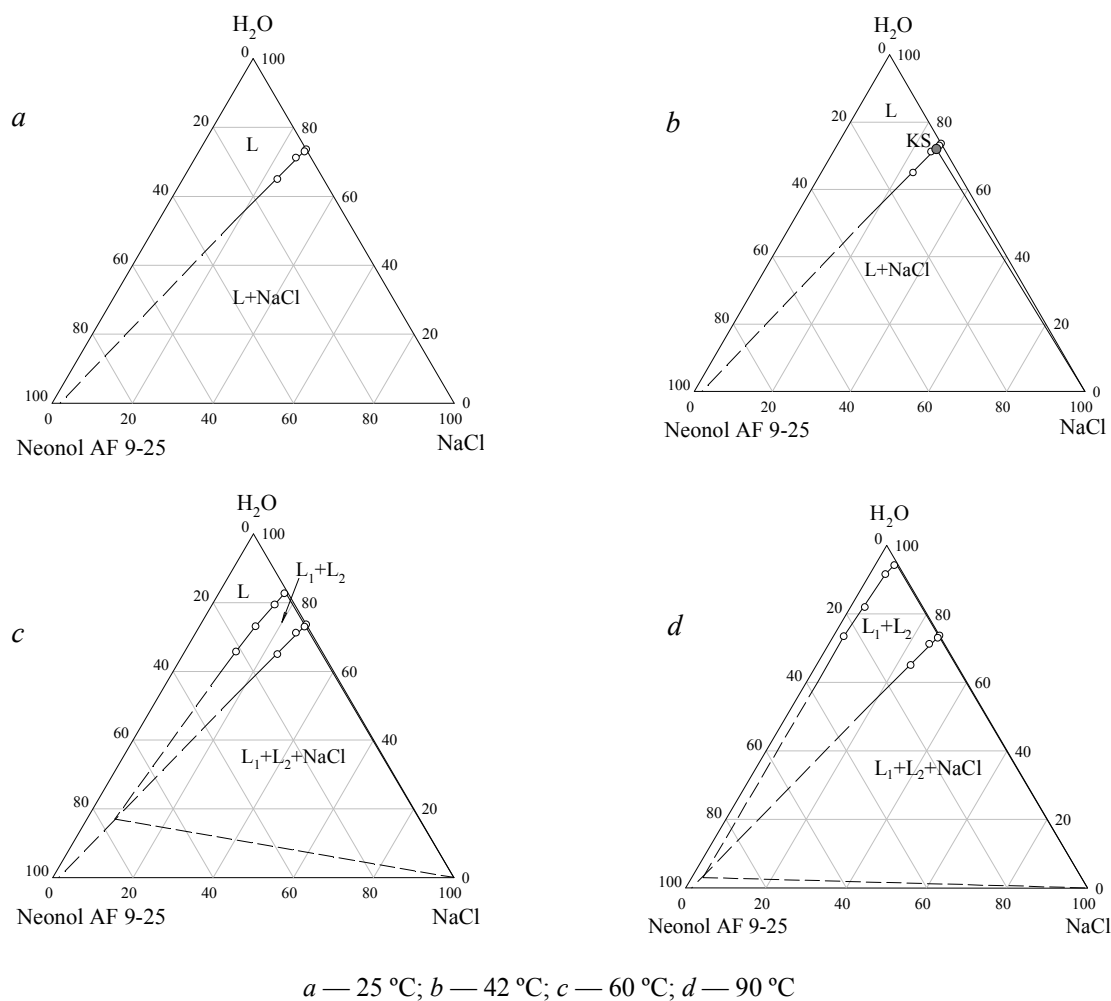 H₂O
0 100
a
20 80
L
40 60
60 40
L+NaCl
80 20
100 0
0 20 40 60 80 100
Neonol AF 9-25 NaCl
H₂O
0 100
b
20 80
L
KS
40 60
60 40
L+NaCl
80 20
100 0
0 20 40 60 80 100
Neonol AF 9-25 NaCl
H₂O
0 100
L₁+L₂
c
20 80
L
40 60
60 40
L₁+L₂+NaCl
80 20
100 0
0 20 40 60 80 100
Neonol AF 9-25 NaCl
H₂O
0 100
d
20 80
L₁+L₂
40 60
60 40
L₁+L₂+NaCl
80 20
100 0
0 20 40 60 80 100
Neonol AF 9-25 NaCl
a — 25 ºC; b — 42 ºC; c — 60 ºC; d — 90 ºC